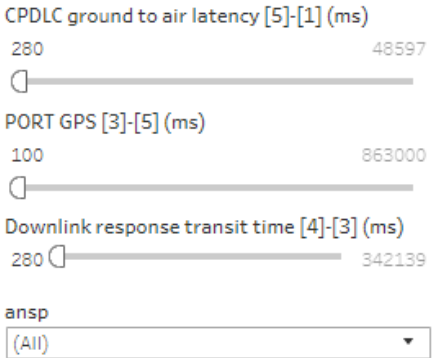 CPDLC ground to air latency [5]-[1] (ms)
280 48597
PORT GPS [3]-[5] (ms)
100 863000
Downlink response transit time [4]-[3] (ms)
280 342139
ansp
(All)